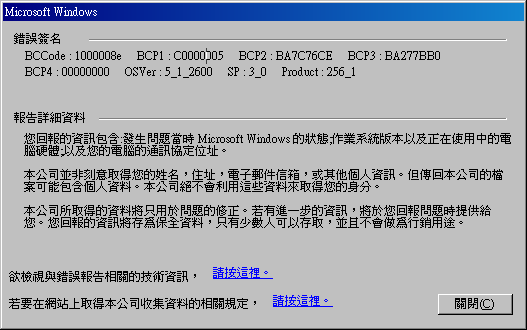 Microsoft Windows
錯誤簽名
BCCode : 1000008e BCP1 : C0000005 BCP2 : BA7C76CE BCP3 : BA277BB0
BCP4 : 00000000 OSVer : 5_1_2600 SP : 3_0 Product : 256_1
報告詳細資料
您回報的資訊包含:發生問題當時 Microsoft Windows 的狀態;作業系統版本以及正在使用中的電
腦硬體;以及您的電腦的通訊協定位址。
本公司並非刻意取得您的姓名，住址，電子郵件信箱，或其他個人資訊。但傳回本公司的檔
案可能包含個人資料。本公司絕不會利用這些資料來取得您的身分。
本公司所取得的資料將只用於問題的修正。若有進一步的資訊，將於您回報問題時提供給
您。您回報的資訊將存為保全資料，只有少數人可以存取，並且不會做為行銷用途。
欲檢視與錯誤報告相關的技術資訊， 請按這裡。
若要在網站上取得本公司收集資料的相關規定， 請按這裡。
關閉(C)